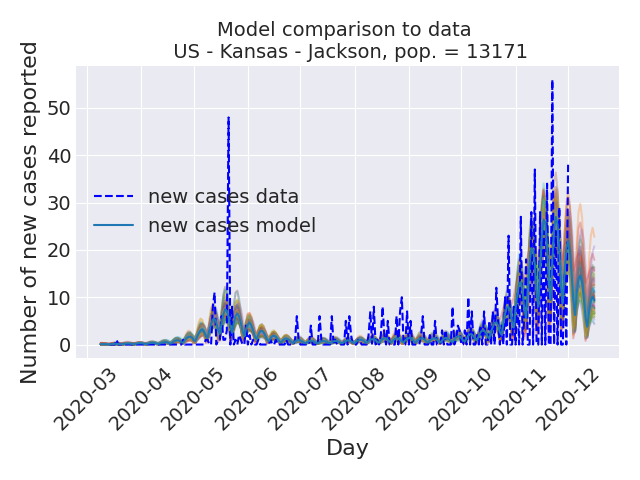 Model comparison to data
US - Kansas - Jackson, pop. = 13171
Number of new cases reported
50
40
30
20
10
0
new cases data
new cases model
2020-03
2020-04
2020-05
2020-06
2020-07
2020-08
2020-09
2020-10
2020-11
2020-12
Day